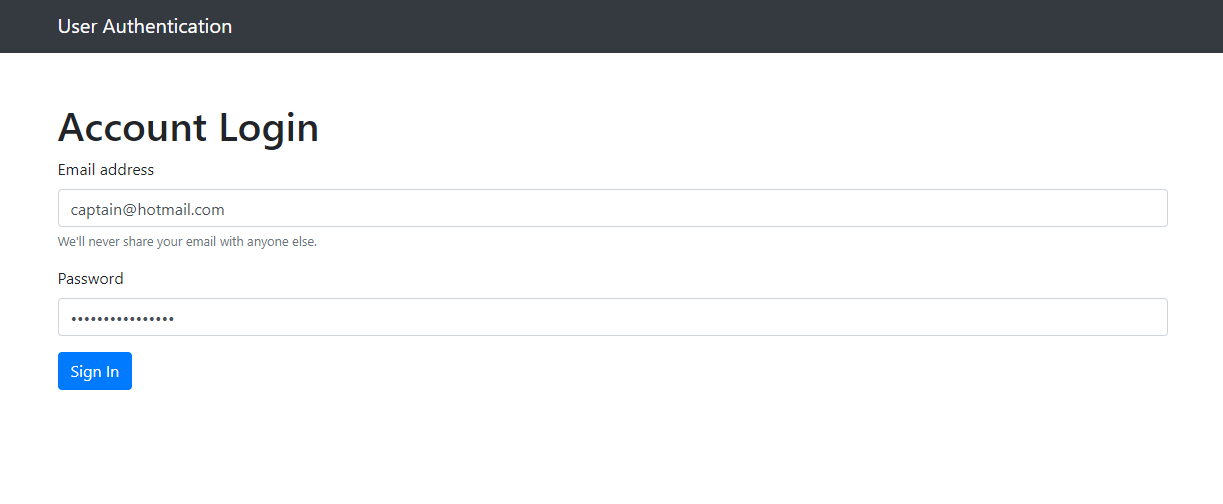 User Authentication
Account Login
Email address
captain@hotmail.com
We'll never share your email with anyone else.
Password
••••••••••••••••
Sign In